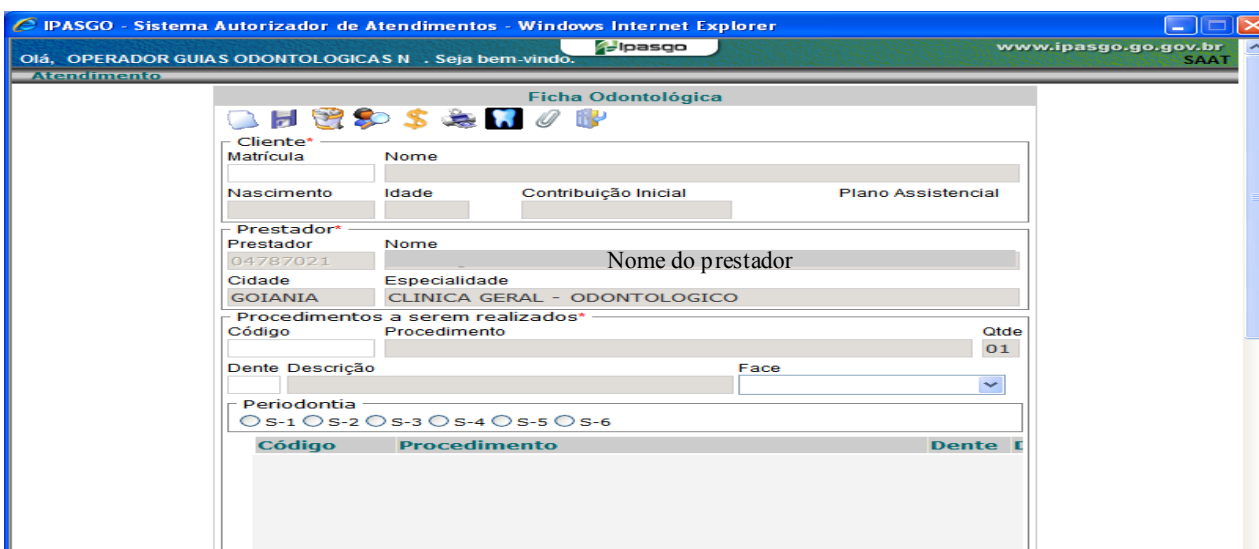 IPASGO - Sistema Autorizador de Atendimentos - Windows Internet Explorer
Ipasgo
www.ipasgo.go.gov.br
Olá, OPERADOR GUIAS ODONTOLOGICAS N . Seja bem-vindo.
SAAT
Atendimento
Ficha Odontológica
Cliente*
Matrícula Nome
Nascimento Idade Contribuição Inicial Plano Assistencial
Prestador*
Prestador Nome
04787021 Nome do prestador
Cidade Especialidade
GOIANIA CLINICA GERAL - ODONTOLOGICO
Procedimentos a serem realizados*
Código Procedimento Qtde
01
Dente Descrição Face
Periodontia
S-1 S-2 S-3 S-4 S-5 S-6
Código Procedimento Dente